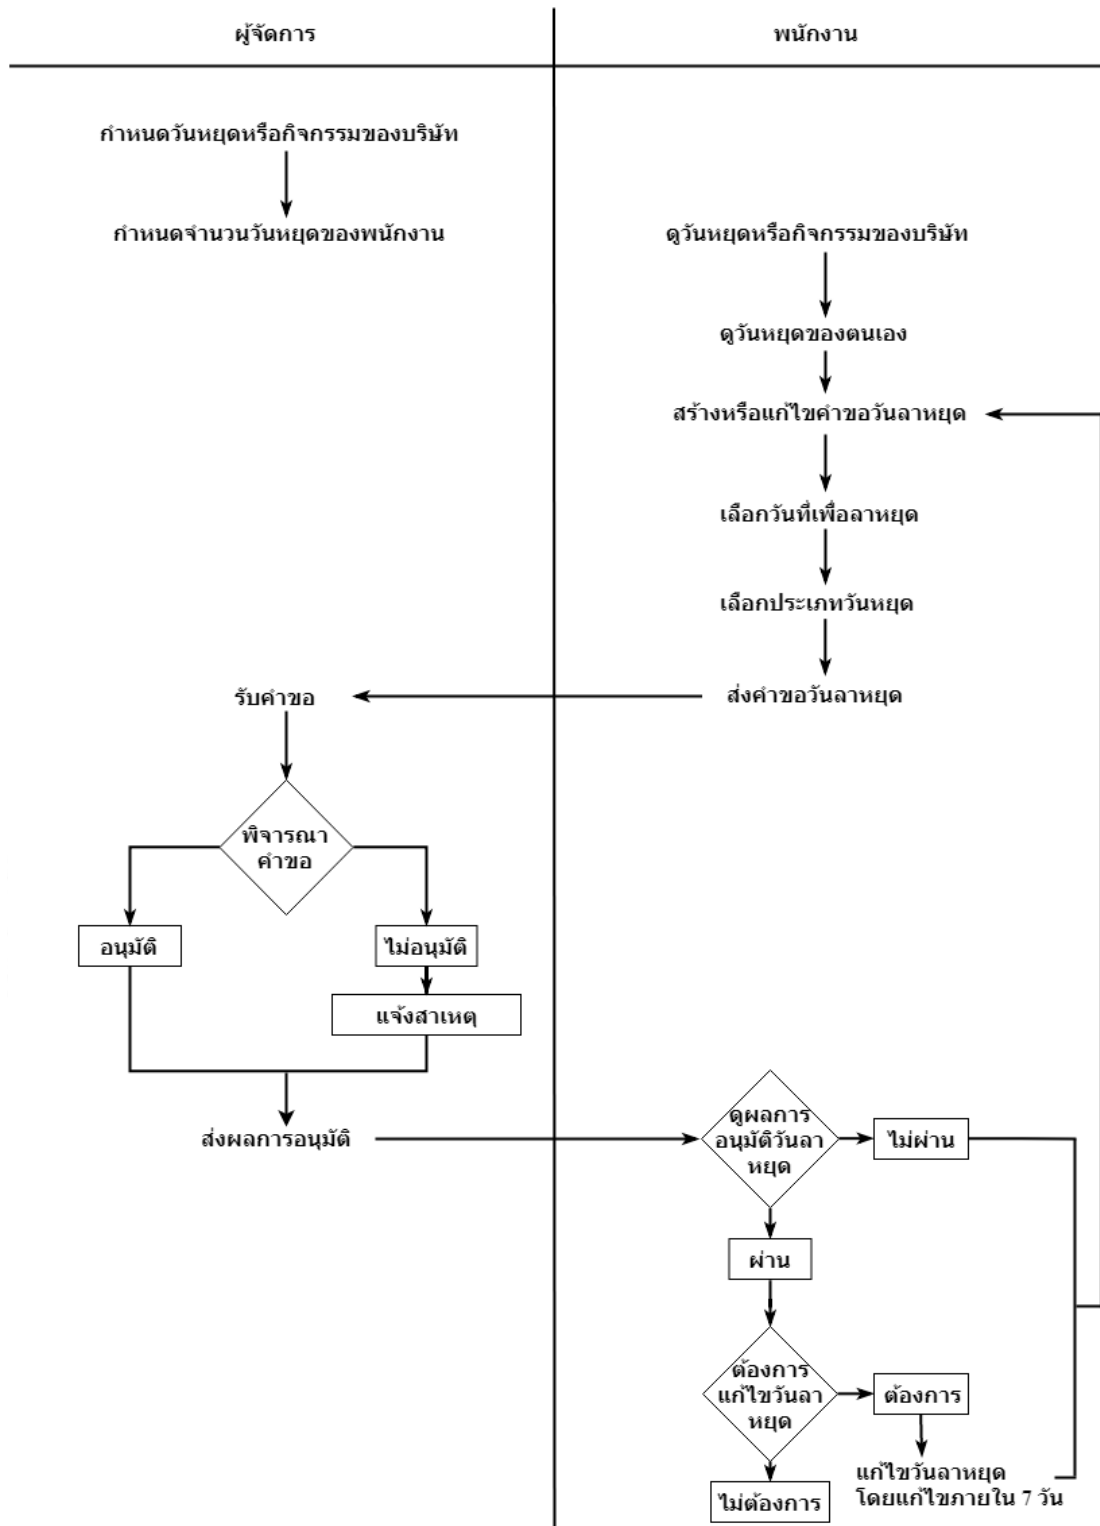 ผู้จัดการ
พนักงาน
กำหนดวันหยุดหรือกิจกรรมของบริษัท
กำหนดจำนวนวันหยุดของพนักงาน
ดูวันหยุดหรือกิจกรรมของบริษัท
ดูวันหยุดของตนเอง
สร้างหรือแก้ไขคำขอวันลาหยุด
เลือกวันที่เพื่อลาหยุด
เลือกประเภทวันหยุด
ส่งคำขอวันลาหยุด
รับคำขอ
พิจารณา
คำขอ
อนุมัติ
ไม่อนุมัติ
แจ้งสาเหตุ
ส่งผลการอนุมัติ
ดูผลการ
อนุมัติวันลา
หยุด
ไม่ผ่าน
ผ่าน
ต้องการ
แก้ไขวันลา
หยุด
ต้องการ
แก้ไขวันลาหยุด
โดยแก้ไขภายใน 7 วัน
ไม่ต้องการ